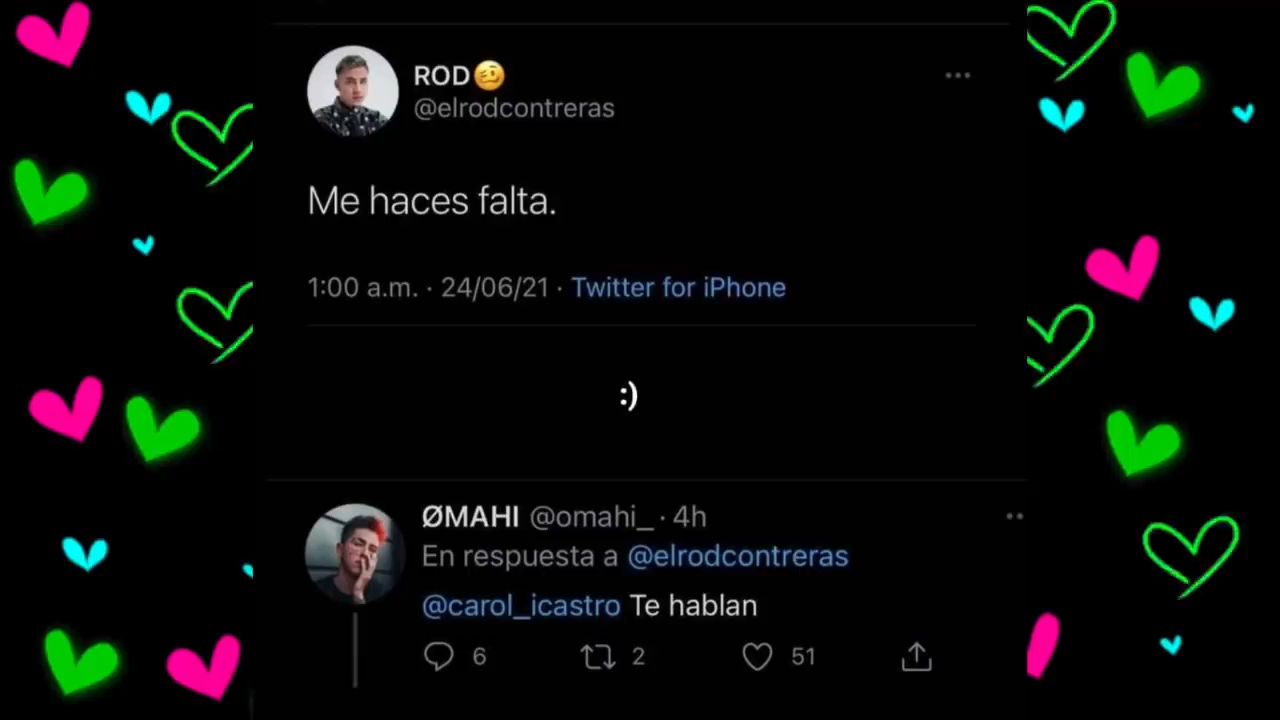 ROD🥴
@elrodcontreras
Me haces falta.
1:00 a.m. · 24/06/21 · Twitter for iPhone
:)
ØMAHI @omahi_ · 4h
En respuesta a @elrodcontreras
@carol_icastro Te hablan
6 2 51